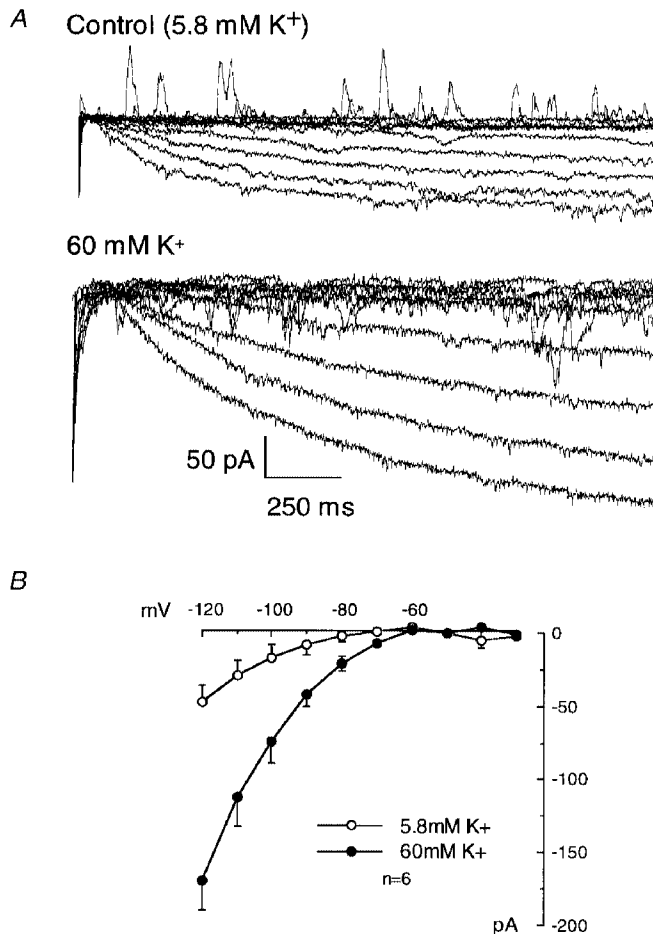 A
Control (5.8 mM K+)
60 mM K+
50 pA
250 ms
B
mV -120 -100 -80 -60
0
-50
-100
-150
-200
5.8mM K+
60mM K+
n=6
pA